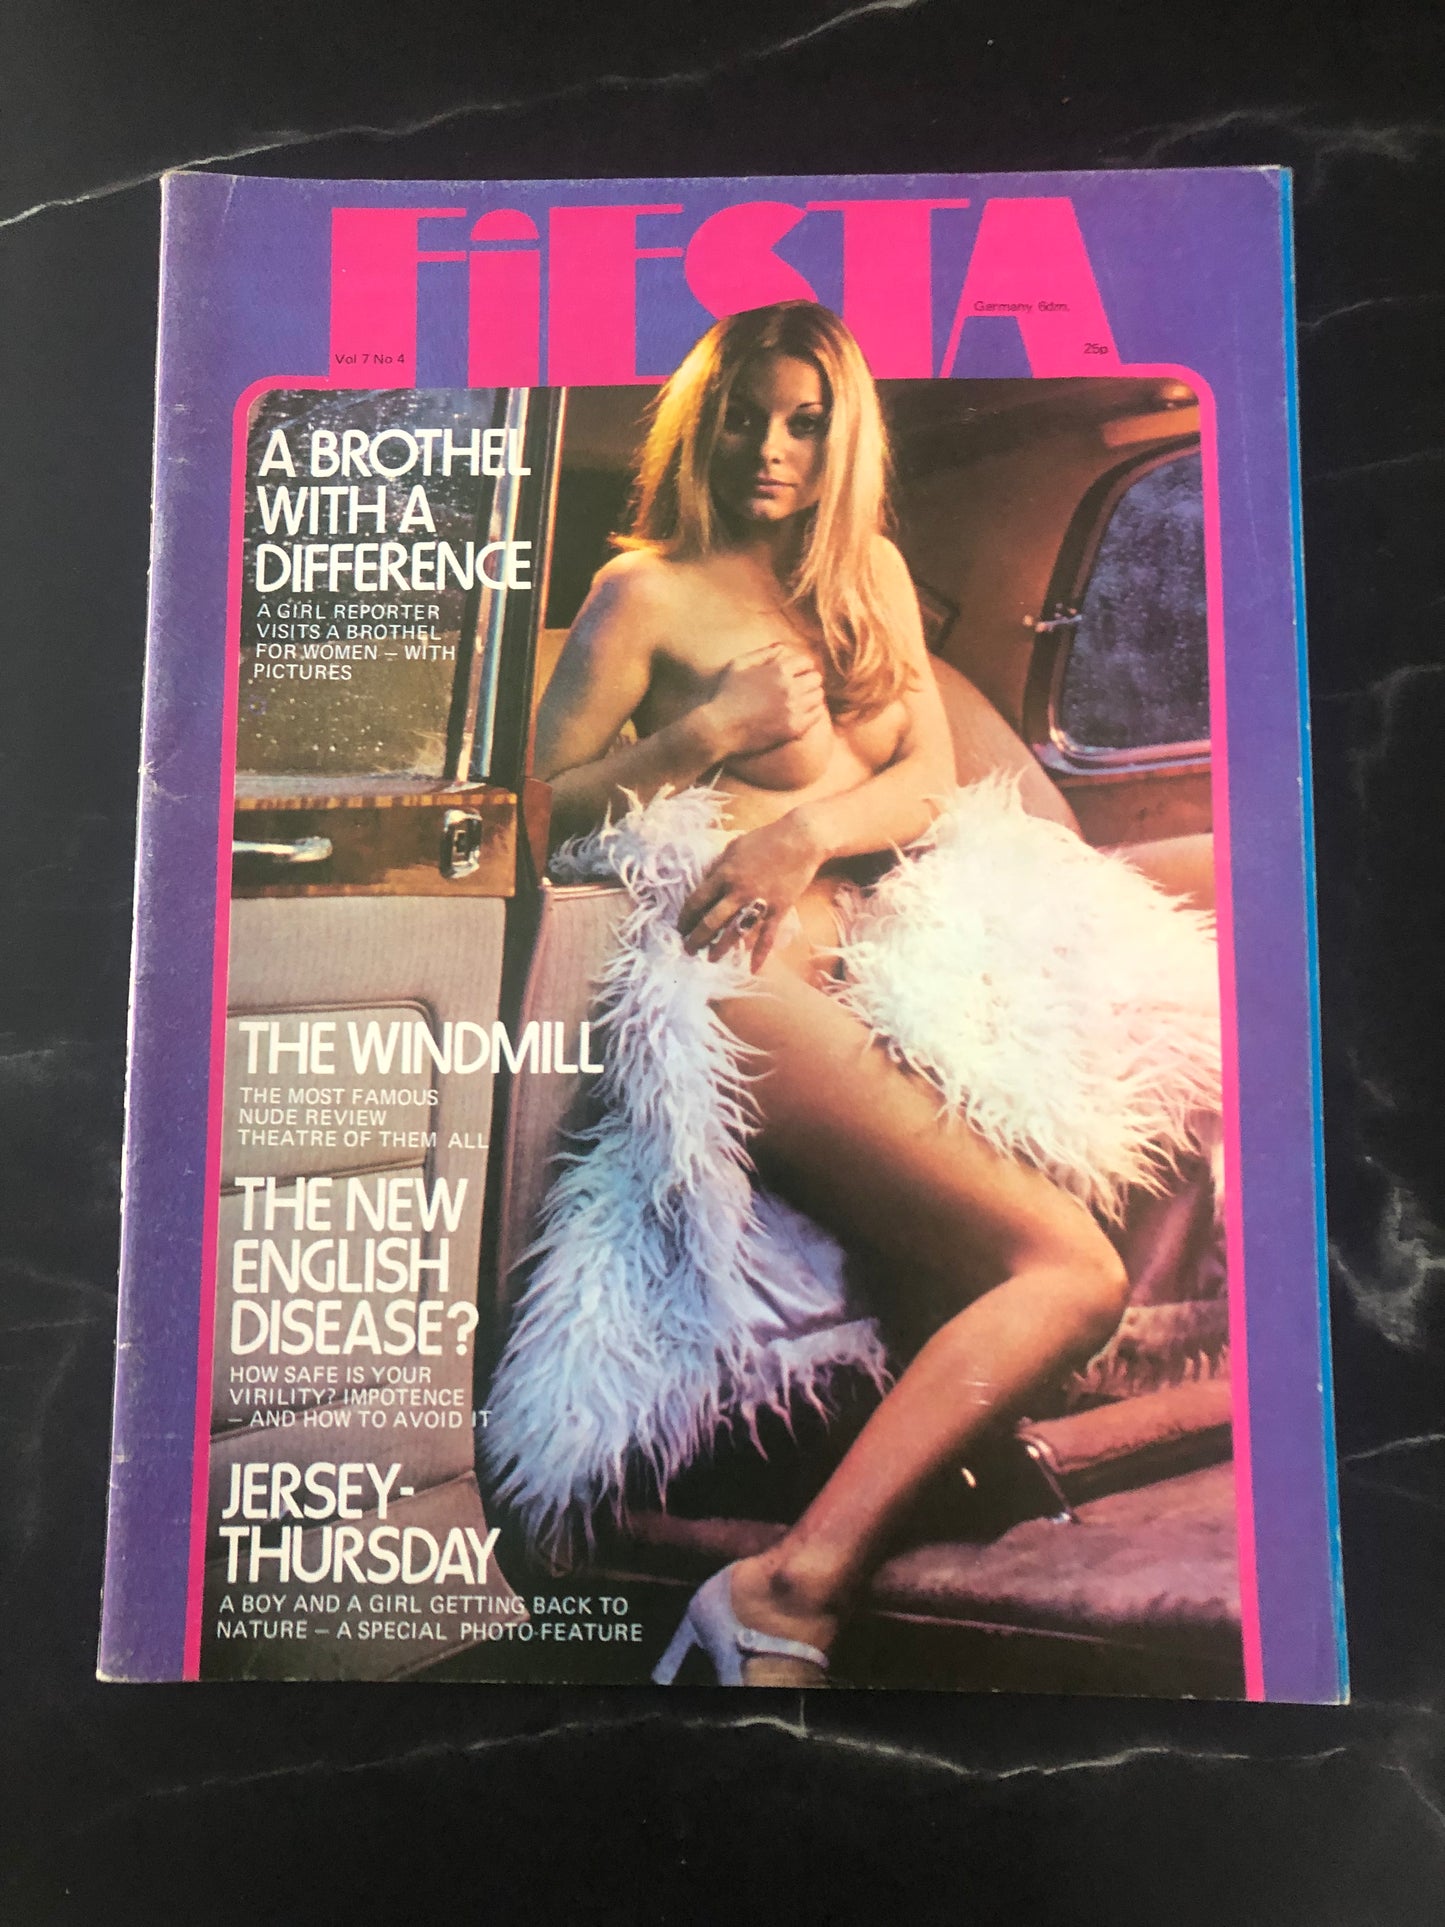 FiESTA
Germany 6dm.
Vol 7 No 4
25p
A BROTHEL
WITH A
DIFFERENCE
A GIRL REPORTER
VISITS A BROTHEL
FOR WOMEN – WITH
PICTURES
THE WINDMILL
THE MOST FAMOUS
NUDE REVIEW
THEATRE OF THEM ALL
THE NEW
ENGLISH
DISEASE?
HOW SAFE IS YOUR
VIRILITY? IMPOTENCE
– AND HOW TO AVOID IT
JERSEY-
THURSDAY
A BOY AND A GIRL GETTING BACK TO
NATURE – A SPECIAL PHOTO-FEATURE